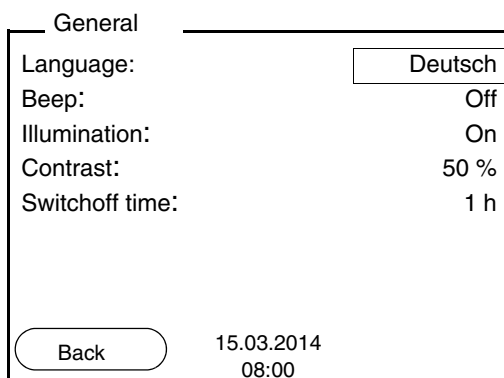 General
Language: Deutsch
Beep: Off
Illumination: On
Contrast: 50 %
Switchoff time: 1 h
Back 15.03.2014
08:00